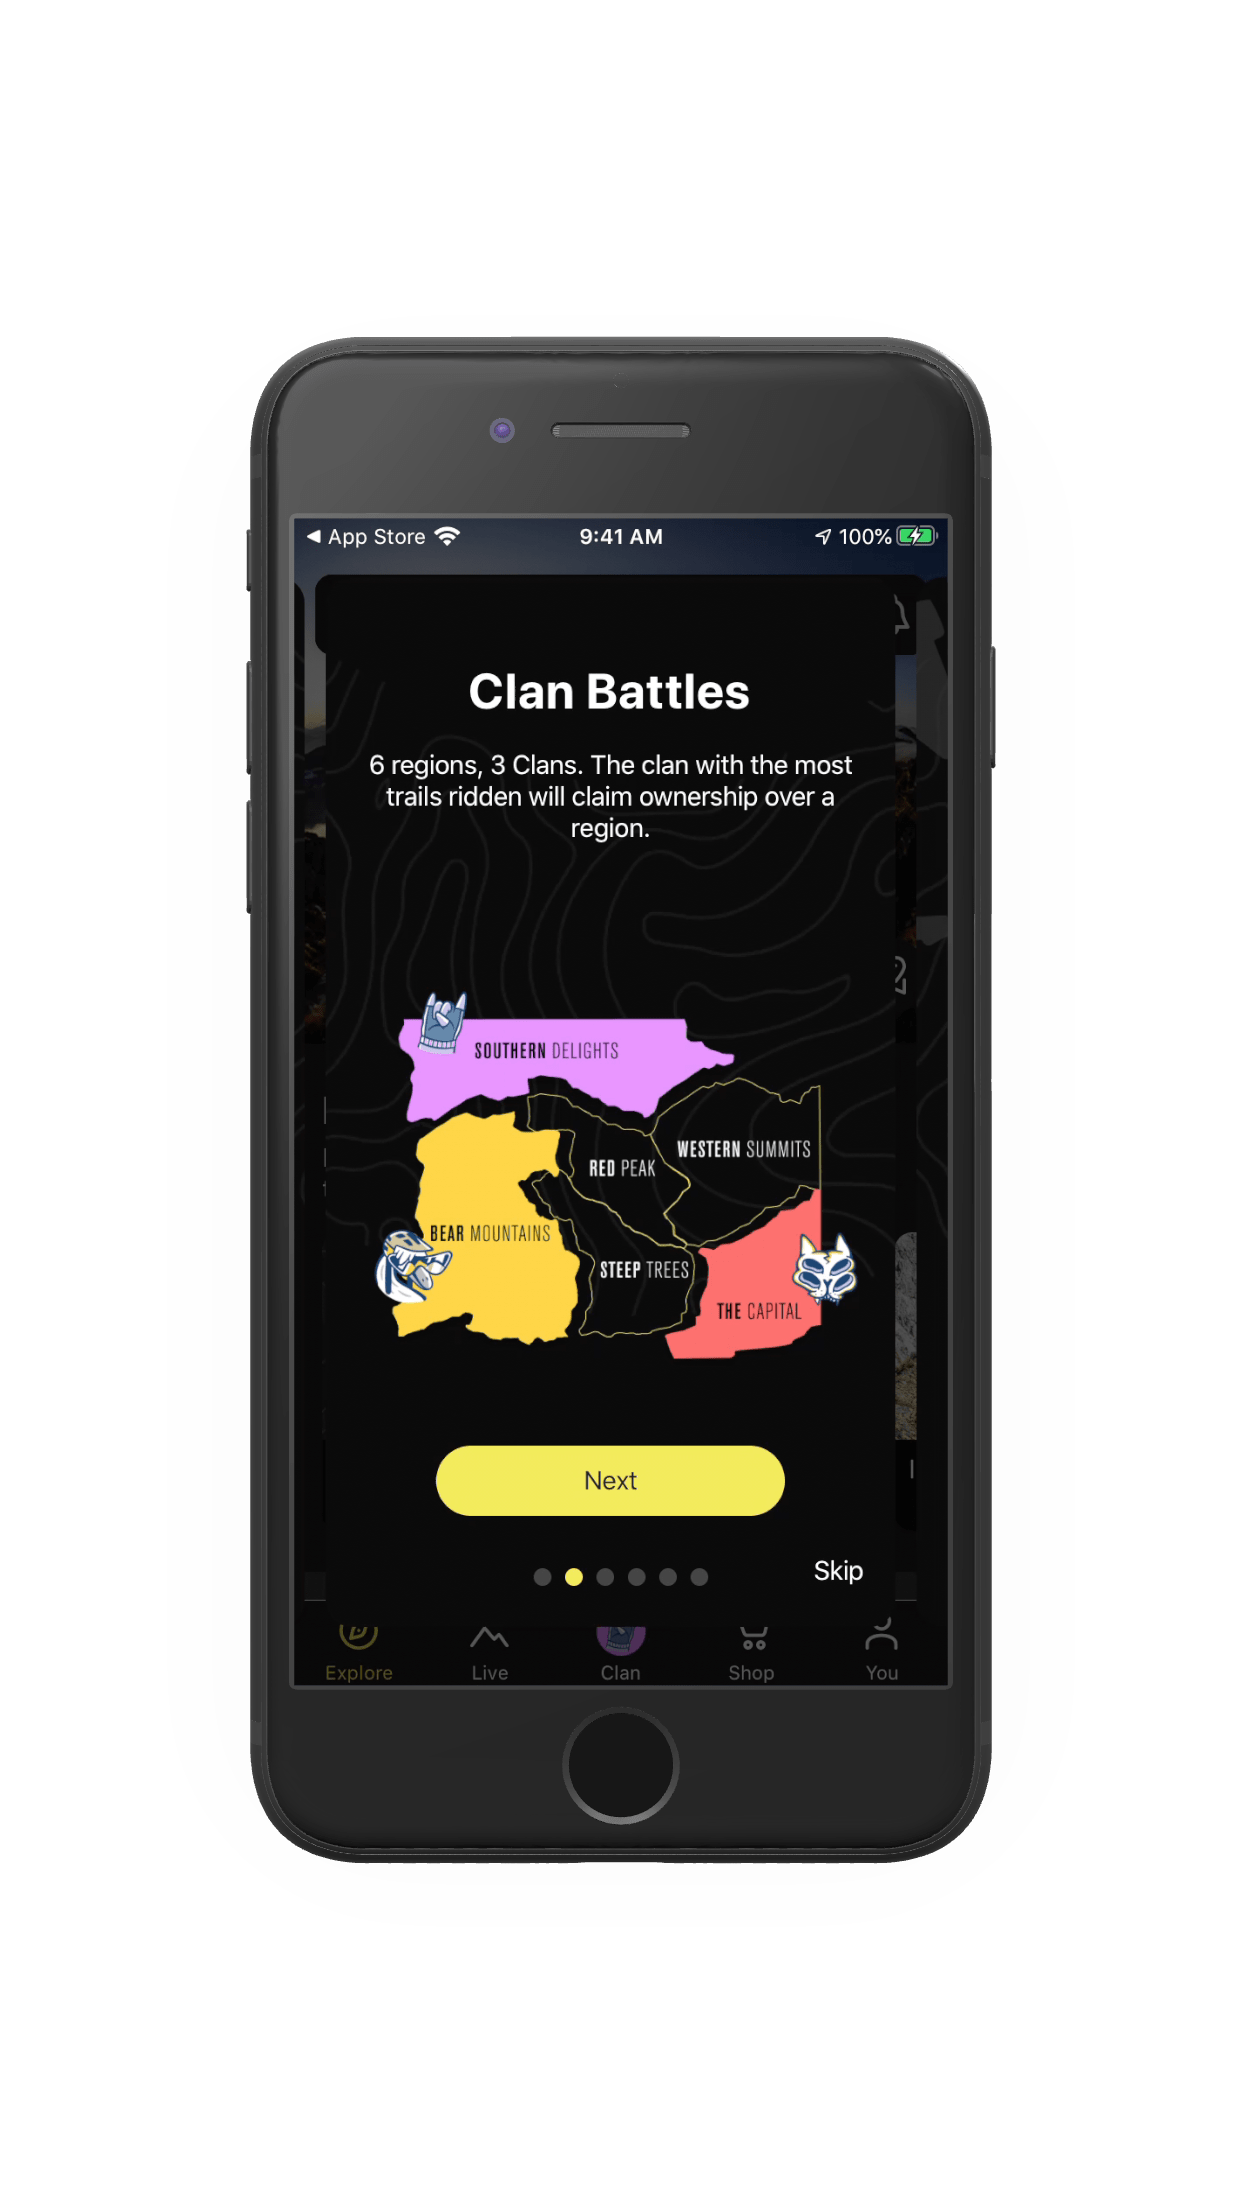 App Store
9:41 AM
100%
Clan Battles
6 regions, 3 Clans. The clan with the most
trails ridden will claim ownership over a
region.
SOUTHERN DELIGHTS
WESTERN SUMMITS
RED PEAK
BEAR MOUNTAINS
STEEP TREES
THE CAPITAL
Next
Skip
Explore
Live
Clan
Shop
You